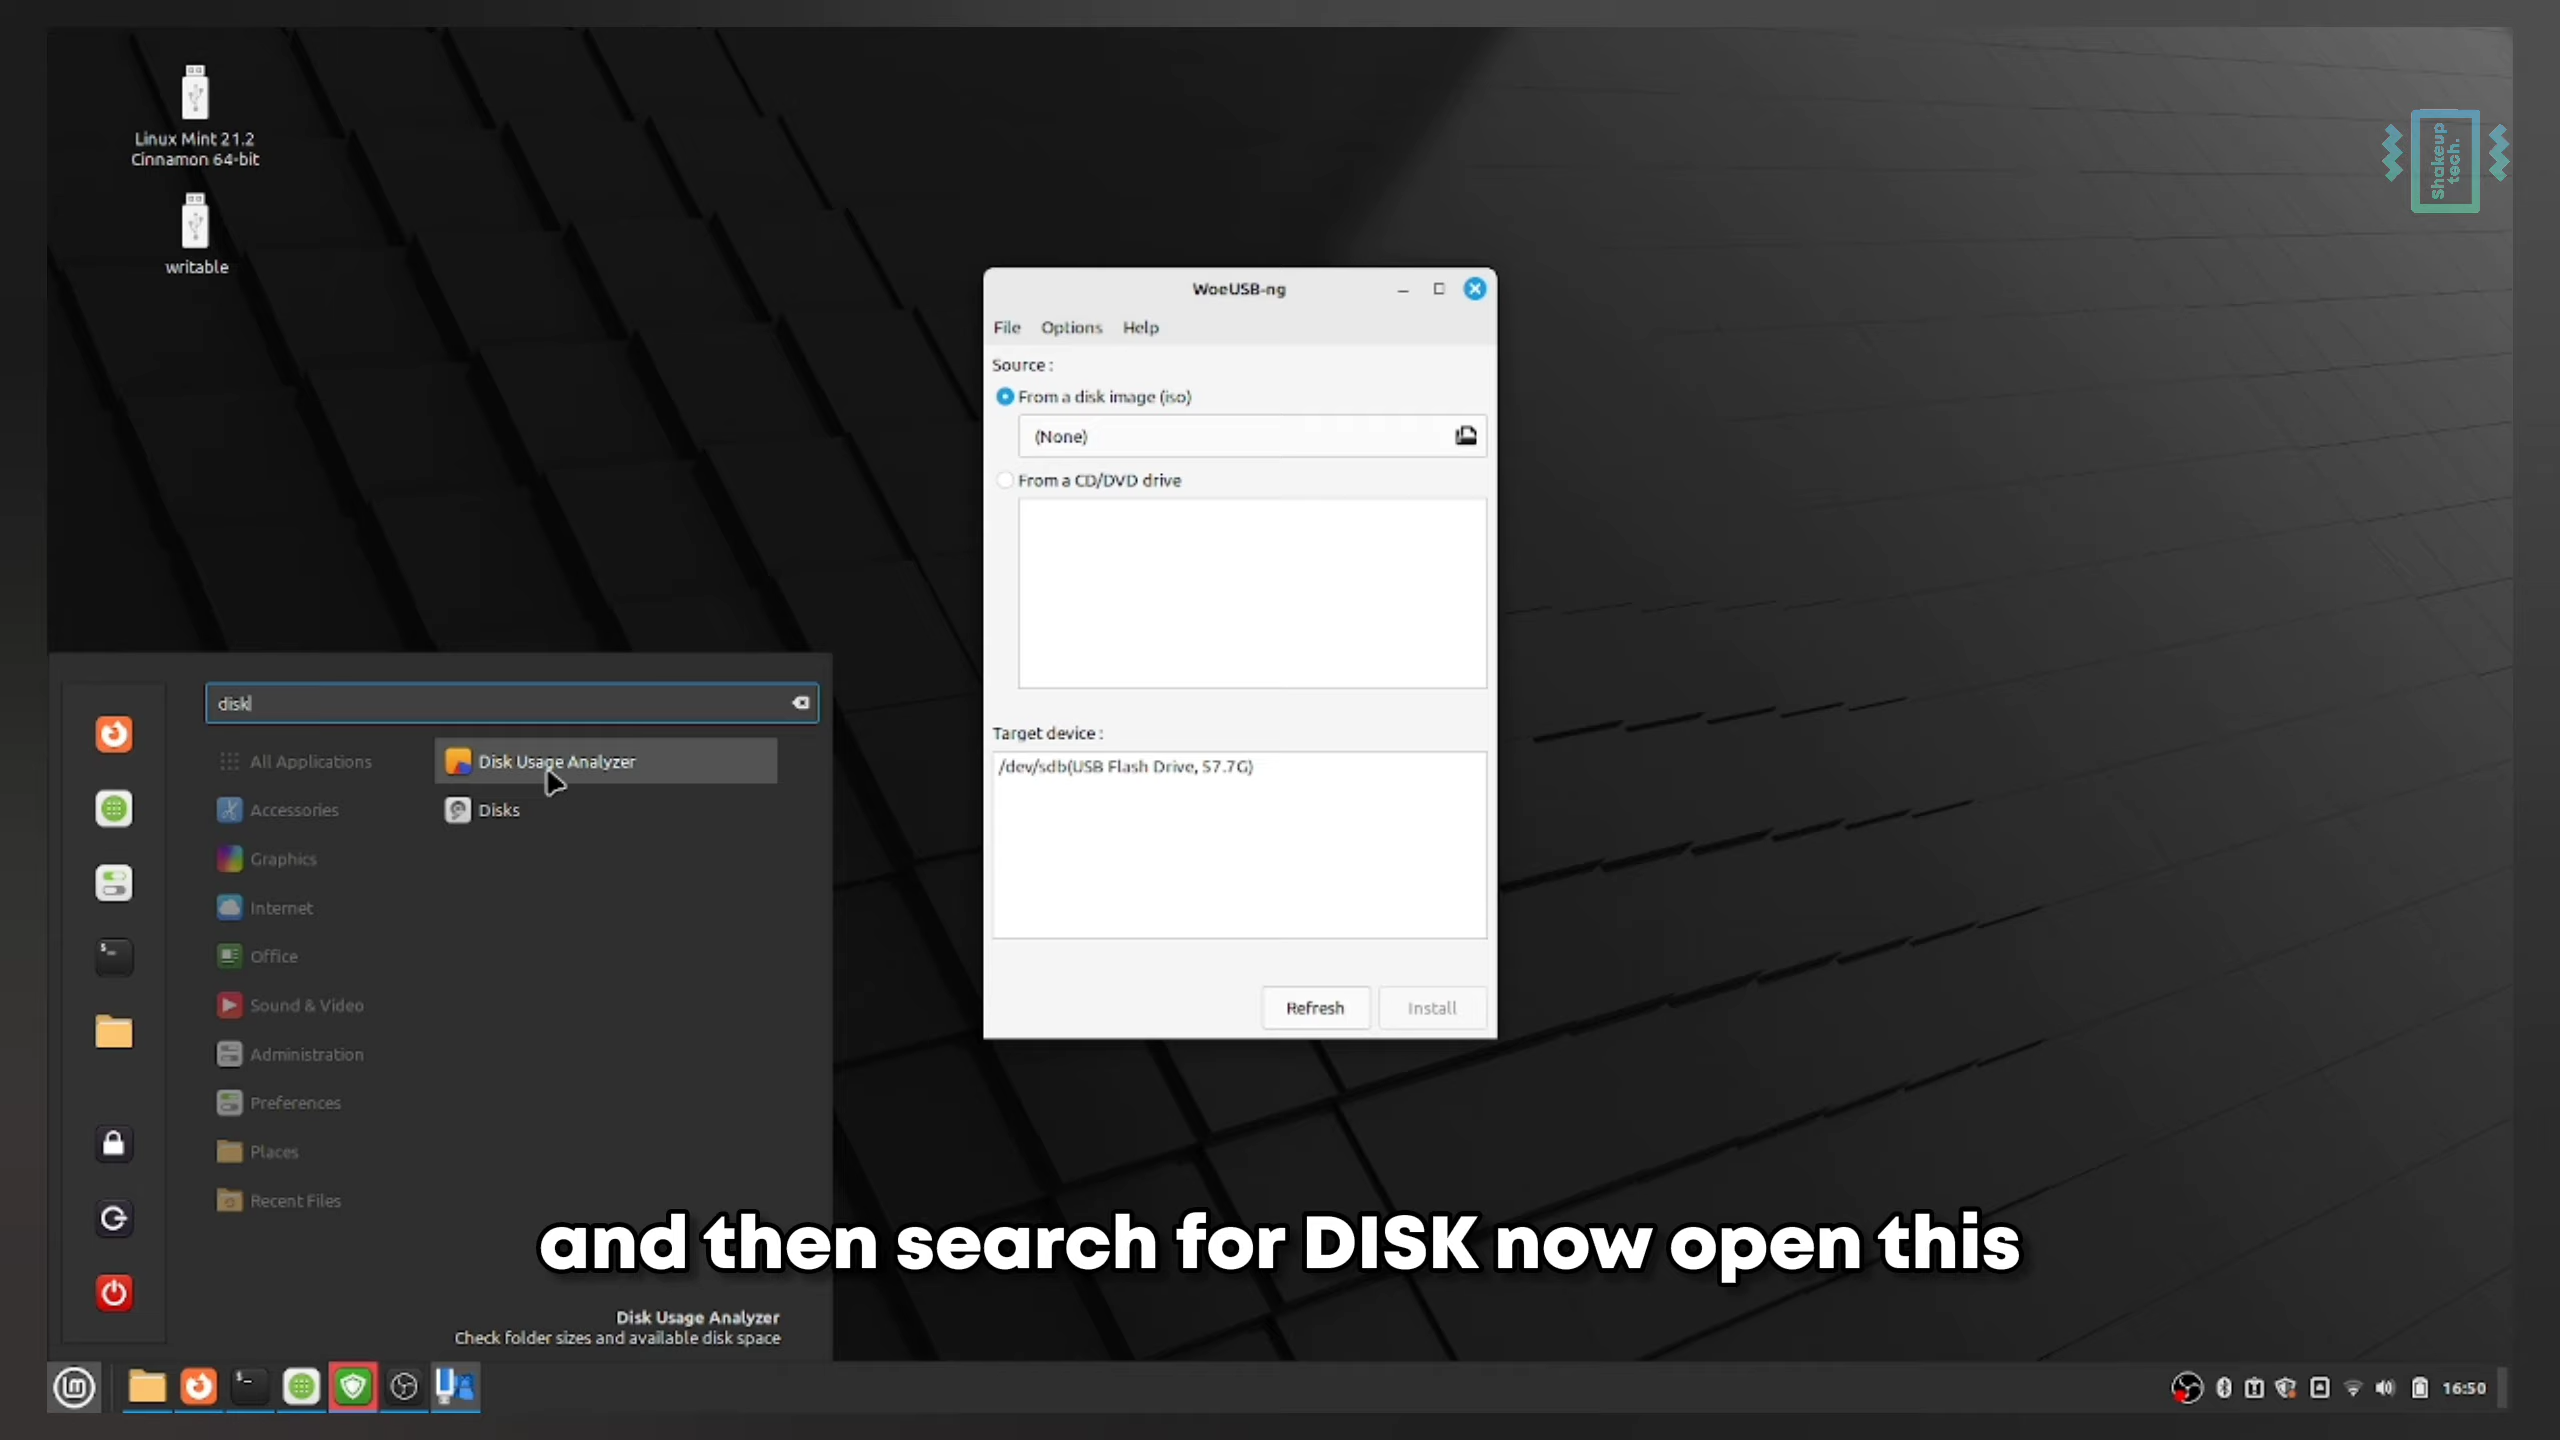 Linux Mint 21.2
Cinnamon 64-bit
writable
shakeup
tech.
WoeUSB-ng
File Options Help
Source :
From a disk image (iso)
(None)
From a CD/DVD drive
Target device :
/dev/sdb(USB Flash Drive, 57.7G)
Refresh Install
disk
All Applications
Accessories
Graphics
Internet
Office
Sound & Video
Administration
Preferences
Places
Recent Files
Disk Usage Analyzer
Disks
and then search for DISK now open this
Disk Usage Analyzer
Check folder sizes and available disk space
16:50